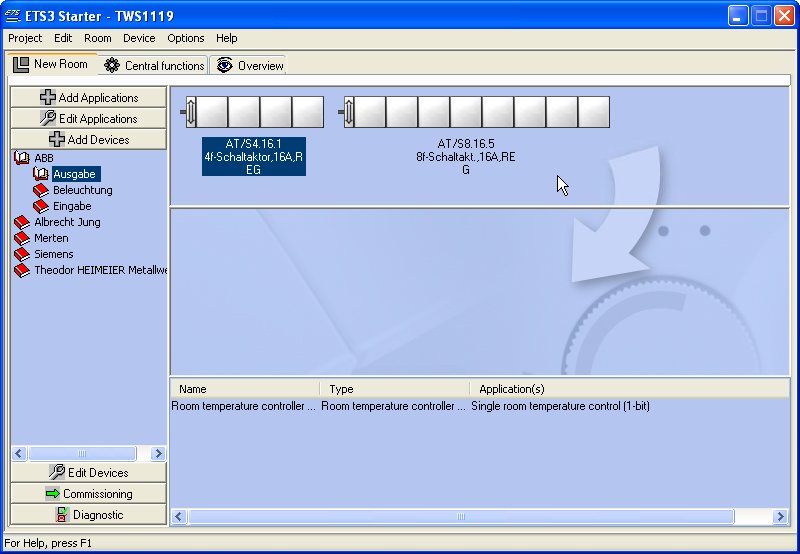 ETS3 Starter - TWS1119
Project Edit Room Device Options Help
New Room Central functions Overview
Add Applications
Edit Applications
Add Devices
ABB
Ausgabe
Beleuchtung
Eingabe
Albrecht Jung
Merten
Siemens
Theodor HEIMEIER Metallwe
AT/S4.16.1
4f-Schaltaktor,16A,R
EG
AT/S8.16.5
8f-Schaltakt.,16A,RE
G
Name Type Application(s)
Room temperature controller ... Room temperature controller ... Single room temperature control (1-bit)
Edit Devices
Commissioning
Diagnostic
For Help, press F1